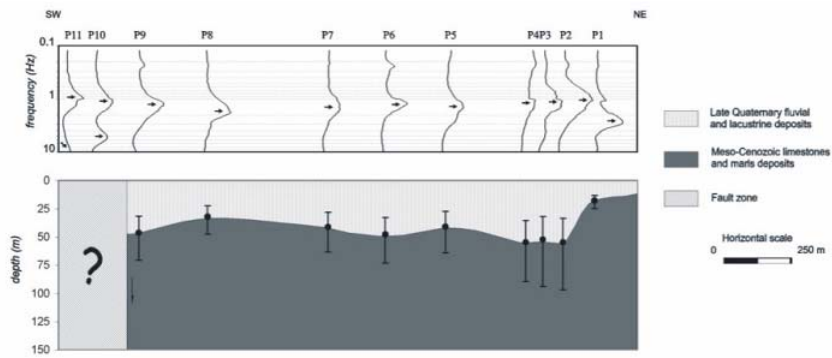 SW
NE
P11 P10 P9 P8 P7 P6 P5 P4 P3 P2 P1
0.1
1
10
frequency (Hz)
0
25
50
75
100
125
150
depth (m)
?
Late Quaternary fluvial
and lacustrine deposits
Meso-Cenozoic limestones
and marls deposits
Fault zone
Horizontal scale
0 250 m